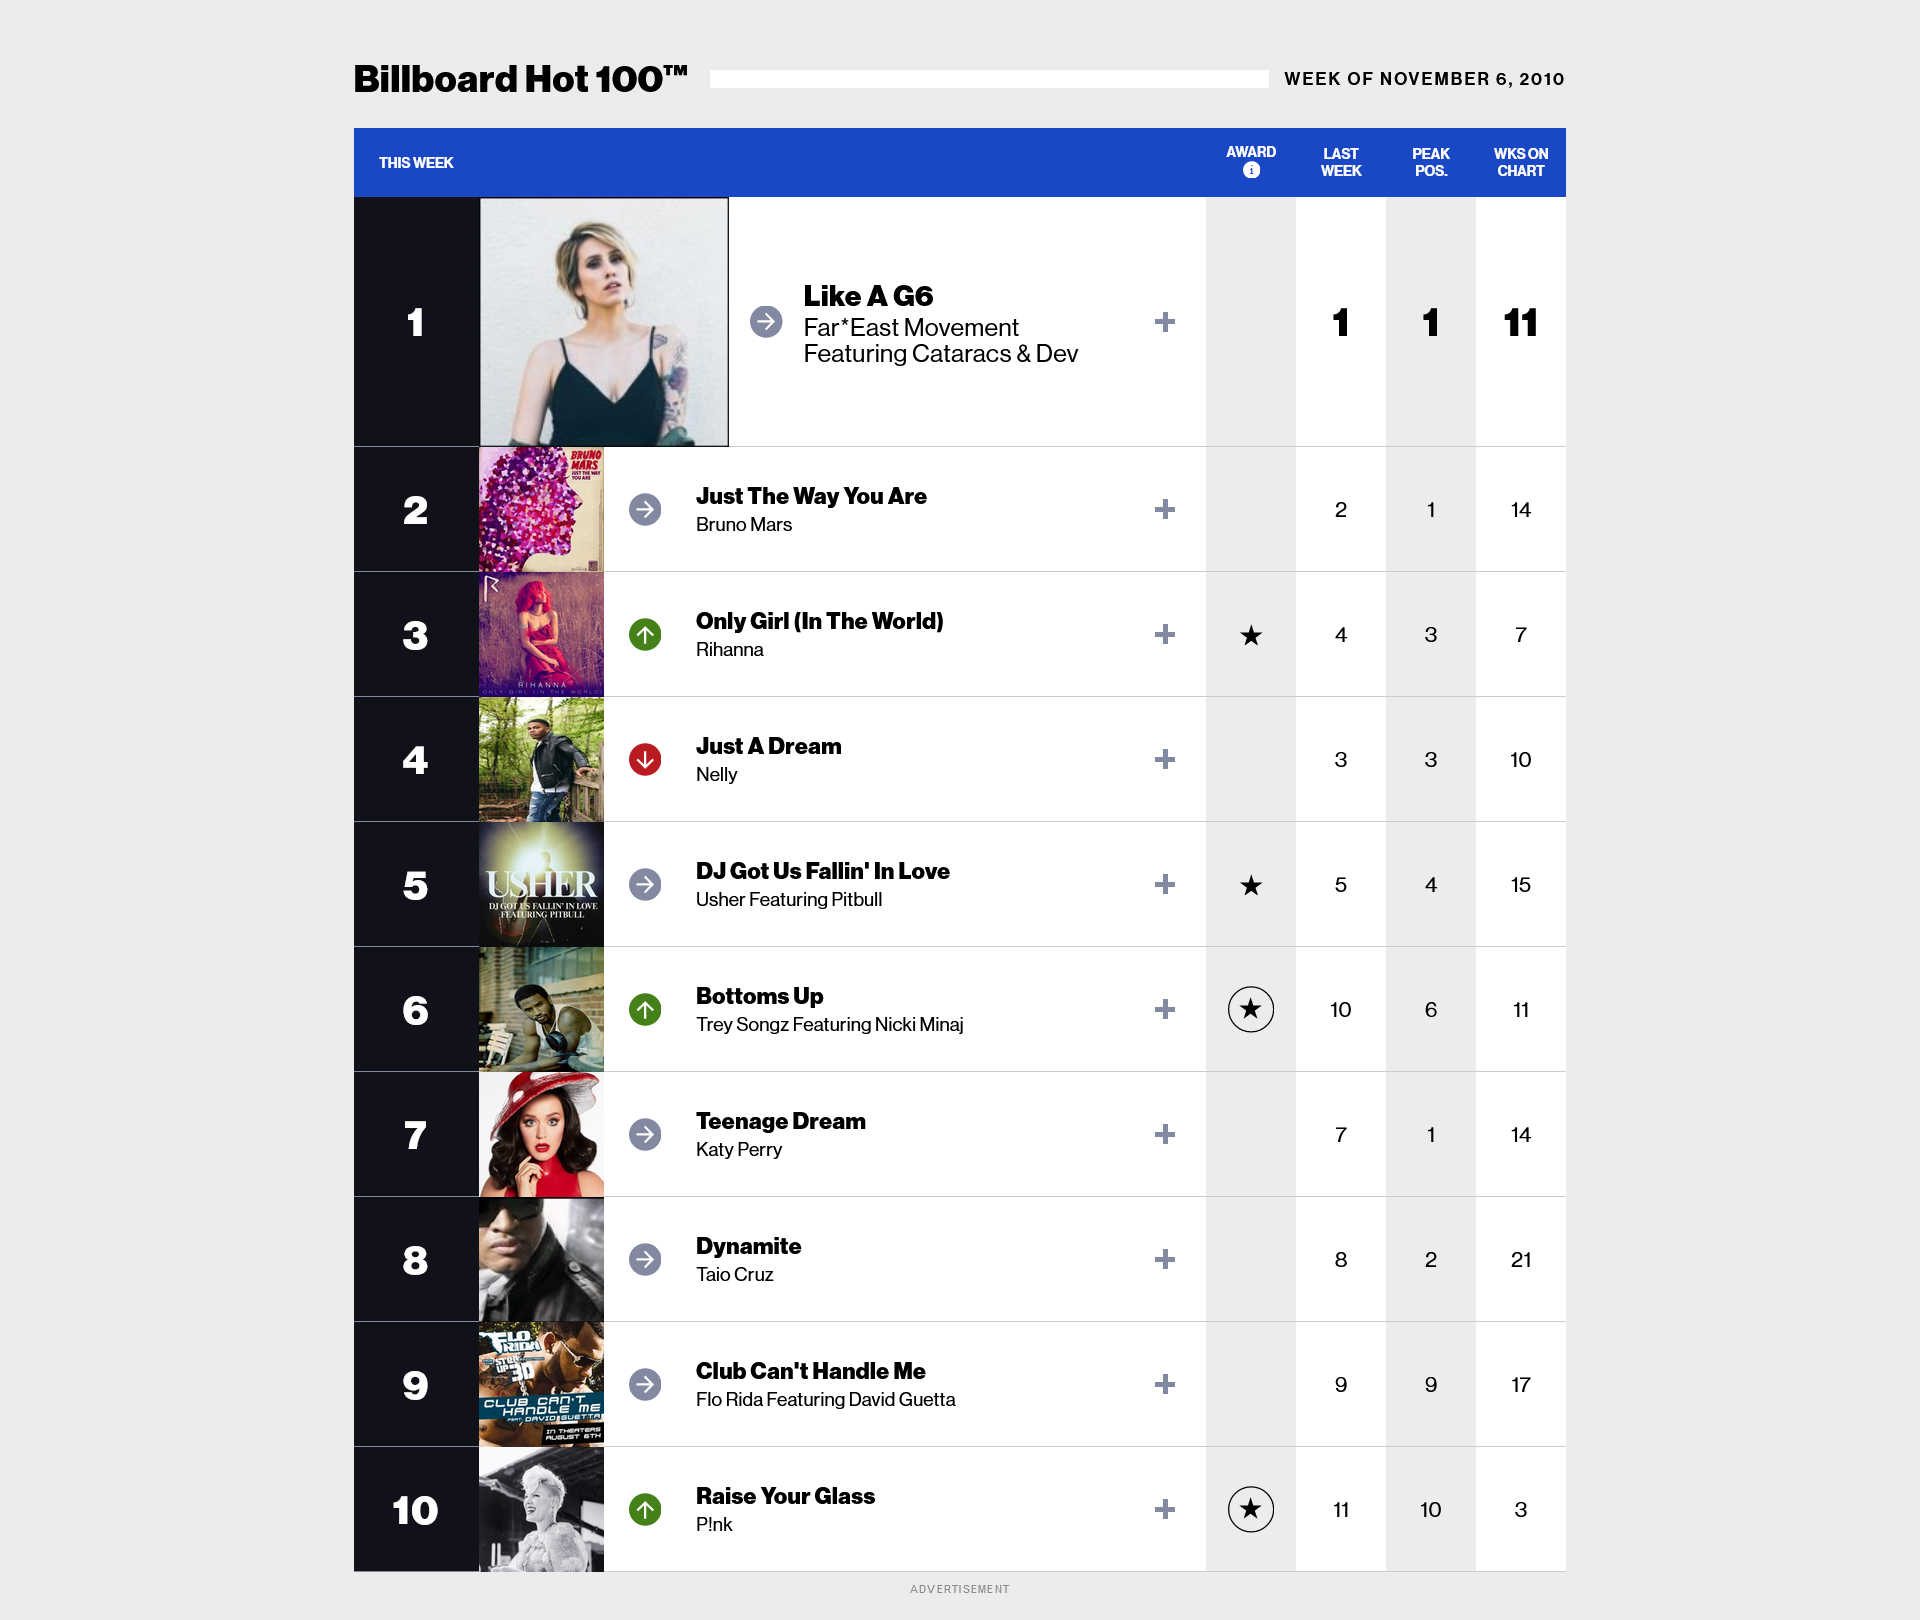 Billboard Hot 100™
WEEK OF NOVEMBER 6, 2010
THIS WEEK
AWARD
i
LAST
WEEK
PEAK
POS.
WKS ON
CHART
1
Like A G6
Far*East Movement
Featuring Cataracs & Dev
+
1
1
11
2
BRUNO
MARS
JUST THE WAY
YOU ARE
Just The Way You Are
Bruno Mars
+
2
1
14
3
R
RIHANNA
ONLY GIRL (IN THE WORLD)
Only Girl (In The World)
Rihanna
+
★
4
3
7
4
Just A Dream
Nelly
+
3
3
10
5
USHER
DJ GOT US FALLIN' IN LOVE
FEATURING PITBULL
DJ Got Us Fallin' In Love
Usher Featuring Pitbull
+
★
5
4
15
6
Bottoms Up
Trey Songz Featuring Nicki Minaj
+
★
10
6
11
7
Teenage Dream
Katy Perry
+
7
1
14
8
Dynamite
Taio Cruz
+
8
2
21
9
FLO
RIDA
STEP
UP 3D
CLUB CAN'T
HANDLE ME
FEAT. DAVID GUETTA
IN THEATERS
AUGUST 6TH
Club Can't Handle Me
Flo Rida Featuring David Guetta
+
9
9
17
10
Raise Your Glass
P!nk
+
★
11
10
3
ADVERTISEMENT